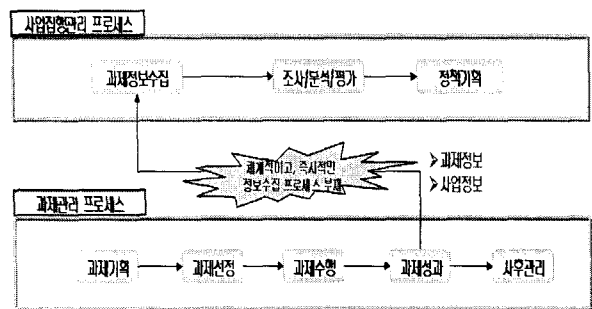 사업집행관리 프로세스
과제정보수집
조사/분석/평가
정책기획
체계적이고, 즉시적인
정보수집 프로세스 부재
➢과제정보
➢사업정보
과제관리 프로세스
과제기획
과제선정
과제수행
과제성과
사후관리